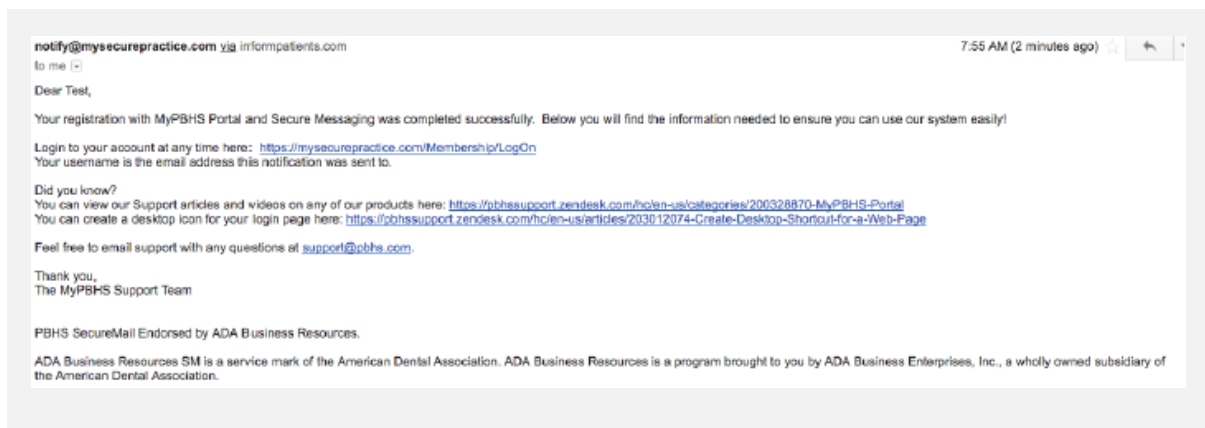 notify@mysecurepractice.com via informpatients.com 7:55 AM (2 minutes ago)
to me
Dear Test,
Your registration with MyPBHS Portal and Secure Messaging was completed successfully. Below you will find the information needed to ensure you can use our system easily!
Login to your account at any time here: https://mysecurepractice.com/Membership/LogOn
Your username is the email address this notification was sent to.
Did you know?
You can view our Support articles and videos on any of our products here: https://pbhssupport.zendesk.com/hc/en-us/categories/200328870-MyPBHS-Portal
You can create a desktop icon for your login page here: https://pbhssupport.zendesk.com/hc/en-us/articles/203012074-Create-Desktop-Shortcut-for-a-Web-Page
Feel free to email support with any questions at support@pbhs.com.
Thank you,
The MyPBHS Support Team
PBHS SecureMail Endorsed by ADA Business Resources.
ADA Business Resources SM is a service mark of the American Dental Association. ADA Business Resources is a program brought to you by ADA Business Enterprises, Inc., a wholly owned subsidiary of
the American Dental Association.